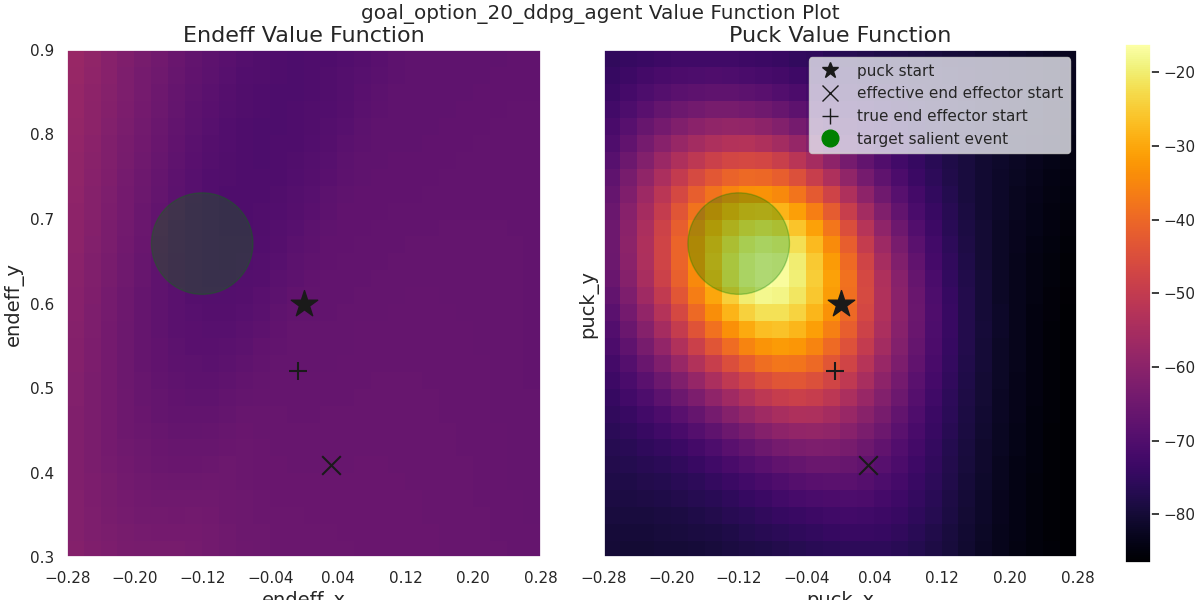 goal_option_20_ddpg_agent Value Function Plot
Endeff Value Function
Puck Value Function
puck start
effective end effector start
true end effector start
target salient event
endeff_y
0.9
0.8
0.7
0.6
0.5
0.4
0.3
−0.28 −0.20 −0.12 −0.04 0.04 0.12 0.20 0.28
endeff_x
puck_y
−0.28 −0.20 −0.12 −0.04 0.04 0.12 0.20 0.28
puck_x
−20
−30
−40
−50
−60
−70
−80